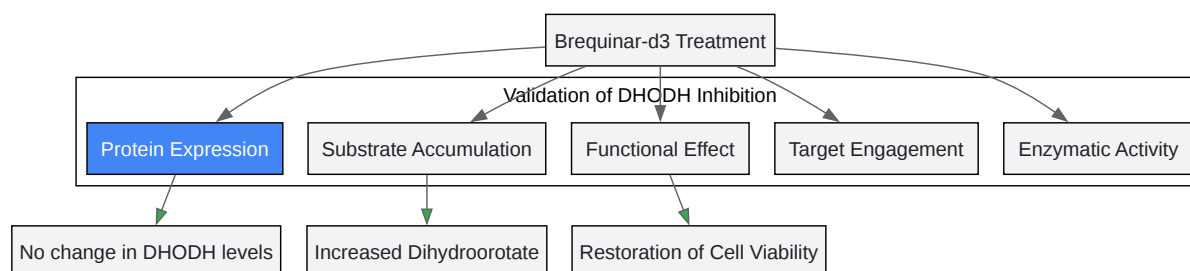 Brequinar-d3 Treatment
Validation of DHODH Inhibition
Protein Expression
Substrate Accumulation
Functional Effect
Target Engagement
Enzymatic Activity
No change in DHODH levels
Increased Dihydroorotate
Restoration of Cell Viability